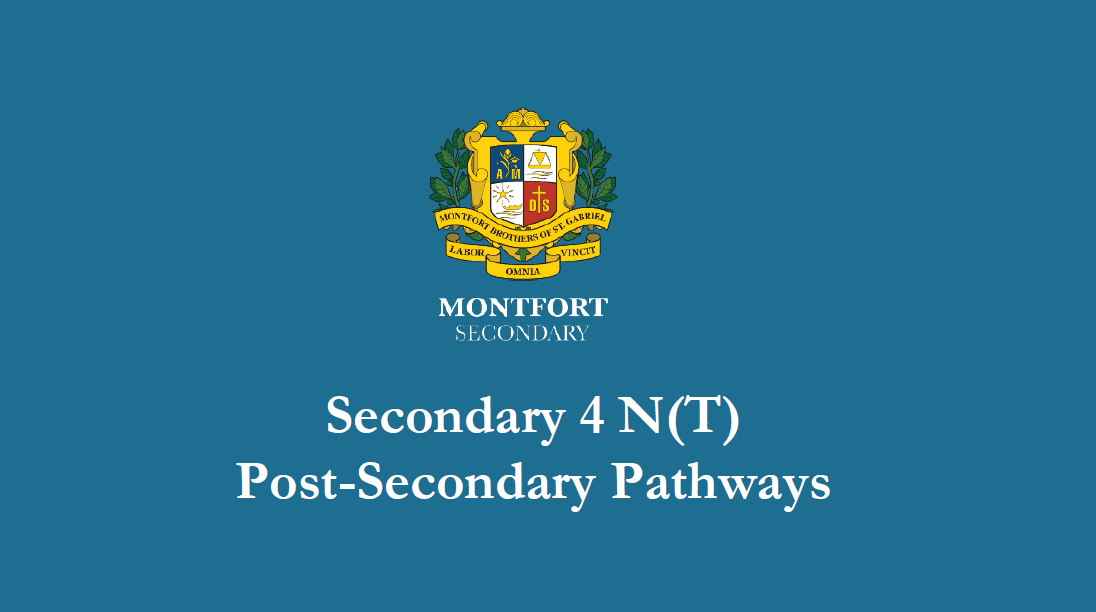 A M
D S
MONTFORT BROTHERS OF ST. GABRIEL
LABOR OMNIA VINCIT
MONTFORT
SECONDARY
Secondary 4 N(T)
Post-Secondary Pathways